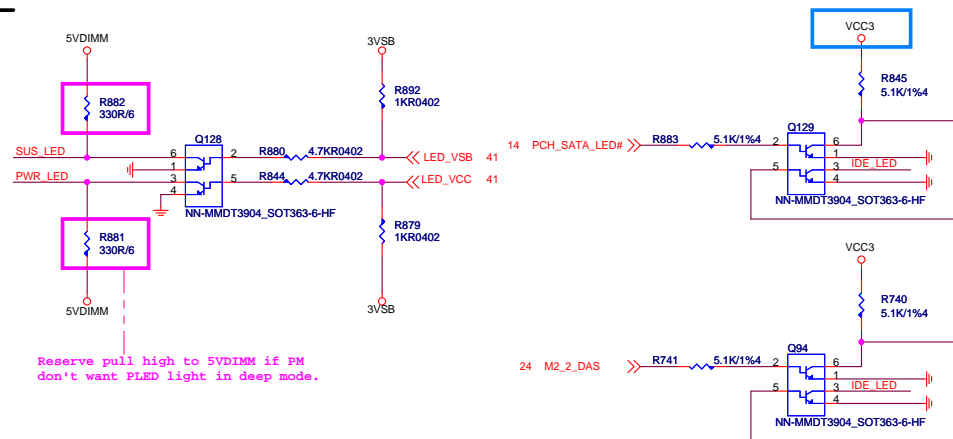 5VDIMM
R882
330R/6
SUS_LED
PWR_LED
R881
330R/6
5VDIMM
Reserve pull high to 5VDIMM if PM
don't want PLED light in deep mode.
Q128
6
1
3
4
2
5
NN-MMDT3904_SOT363-6-HF
R880
4.7KR0402
R844
4.7KR0402
3VSB
R892
1KR0402
LED_VSB 41
LED_VCC 41
R879
1KR0402
3VSB
VCC3
R845
5.1K/1%4
14 PCH_SATA_LED#
R883
5.1K/1%4
Q129
2
5
6
1
3
4
IDE_LED
NN-MMDT3904_SOT363-6-HF
VCC3
R740
5.1K/1%4
24 M2_2_DAS
R741
5.1K/1%4
Q94
2
5
6
1
3
4
IDE_LED
NN-MMDT3904_SOT363-6-HF